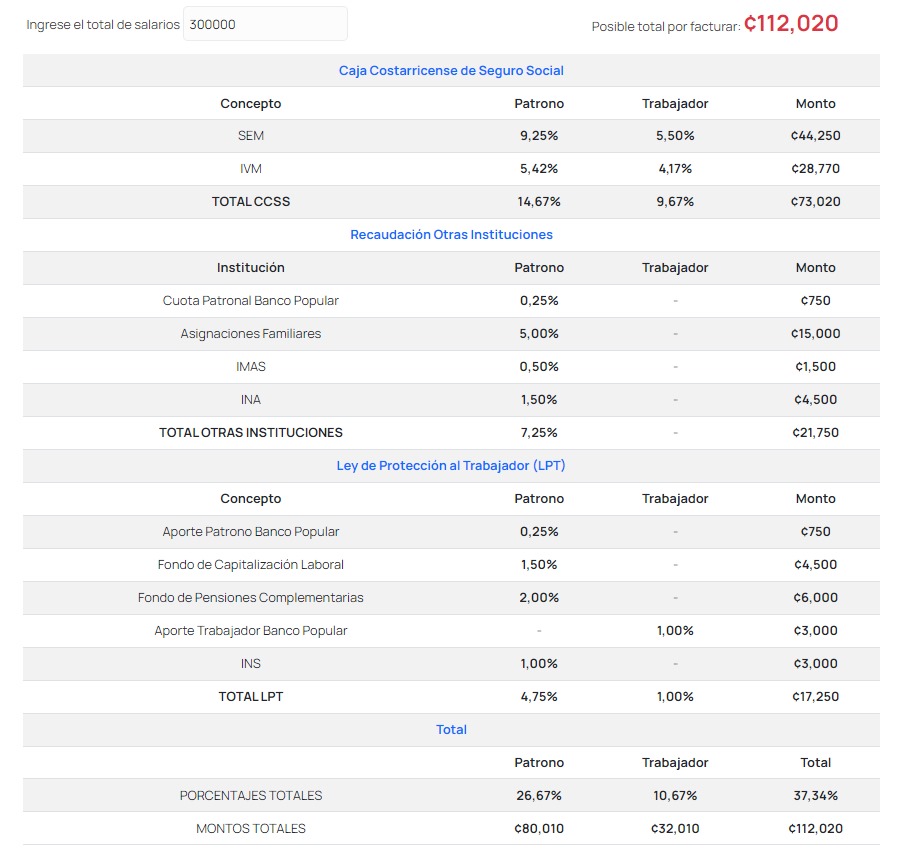 Ingrese el total de salarios 300000 Posible total por facturar: ₡112,020
Caja Costarricense de Seguro Social
Concepto Patrono Trabajador Monto
SEM 9,25% 5,50% ₡44,250
IVM 5,42% 4,17% ₡28,770
TOTAL CCSS 14,67% 9,67% ₡73,020
Recaudación Otras Instituciones
Institución Patrono Trabajador Monto
Cuota Patronal Banco Popular 0,25% - ₡750
Asignaciones Familiares 5,00% - ₡15,000
IMAS 0,50% - ₡1,500
INA 1,50% - ₡4,500
TOTAL OTRAS INSTITUCIONES 7,25% - ₡21,750
Ley de Protección al Trabajador (LPT)
Concepto Patrono Trabajador Monto
Aporte Patrono Banco Popular 0,25% - ₡750
Fondo de Capitalización Laboral 1,50% - ₡4,500
Fondo de Pensiones Complementarias 2,00% - ₡6,000
Aporte Trabajador Banco Popular - 1,00% ₡3,000
INS 1,00% - ₡3,000
TOTAL LPT 4,75% 1,00% ₡17,250
Total
Patrono Trabajador Total
PORCENTAJES TOTALES 26,67% 10,67% 37,34%
MONTOS TOTALES ₡80,010 ₡32,010 ₡112,020